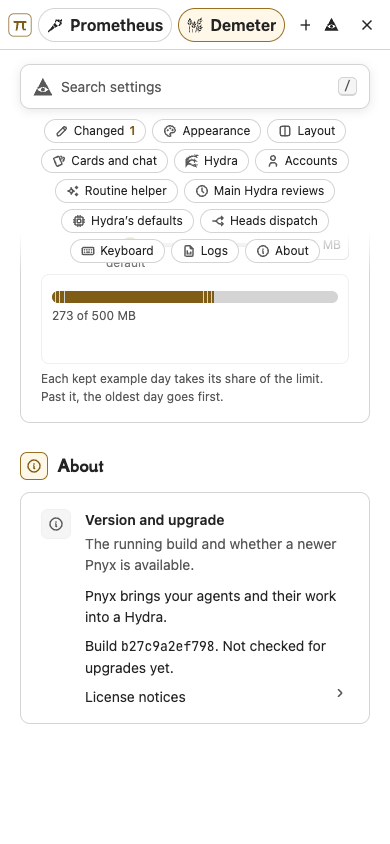 π Prometheus Demeter
Search settings /
Changed 1 Appearance Layout
Cards and chat Hydra Accounts
Routine helper Main Hydra reviews
Hydra's defaults Heads dispatch
Keyboard Logs About MB
default
273 of 500 MB
Each kept example day takes its share of the limit.
Past it, the oldest day goes first.
About
Version and upgrade
The running build and whether a newer
Pnyx is available.
Pnyx brings your agents and their work
into a Hydra.
Build b27c9a2ef798. Not checked for
upgrades yet.
License notices